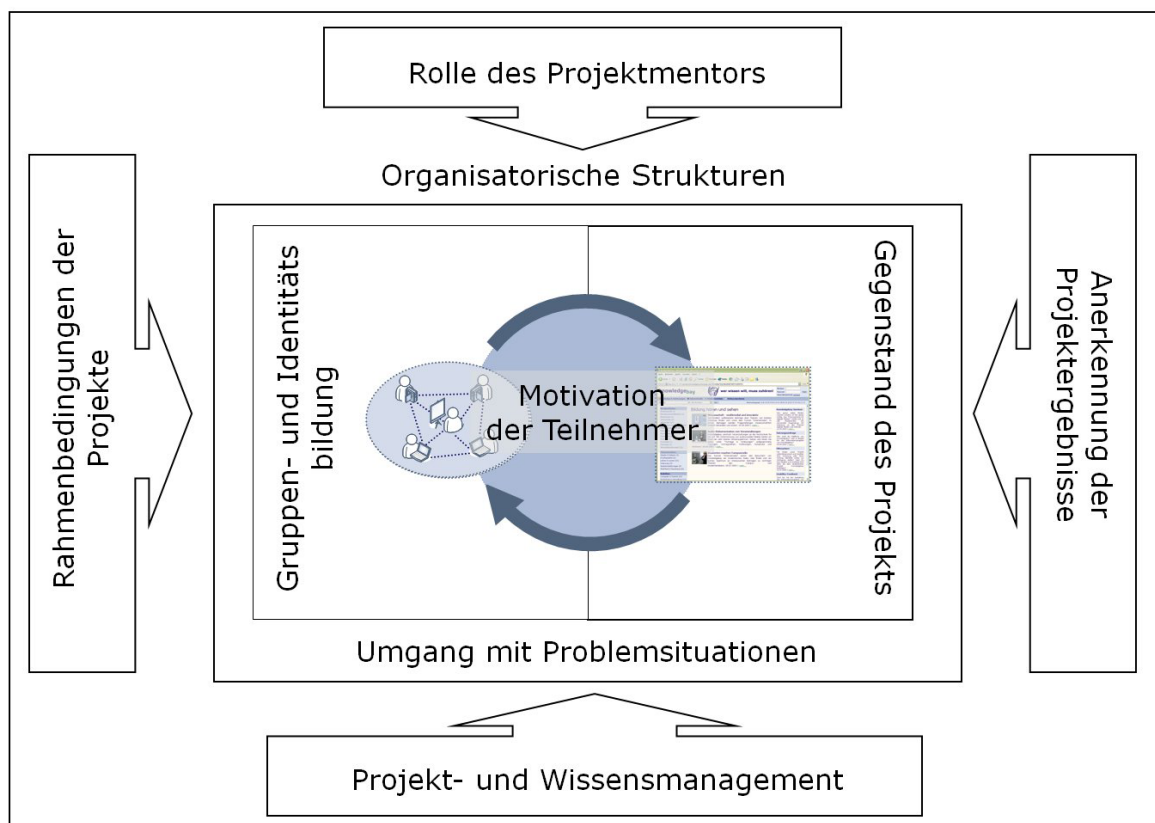 Rolle des Projektmentors
Organisatorische Strukturen
Rahmenbedingungen der
Projekte
Gruppen- und Identitäts
bildung
Motivation
der Teilnehmer
Gegenstand des Projekts
Anerkennung der
Projektergebnisse
Umgang mit Problemsituationen
Projekt- und Wissensmanagement